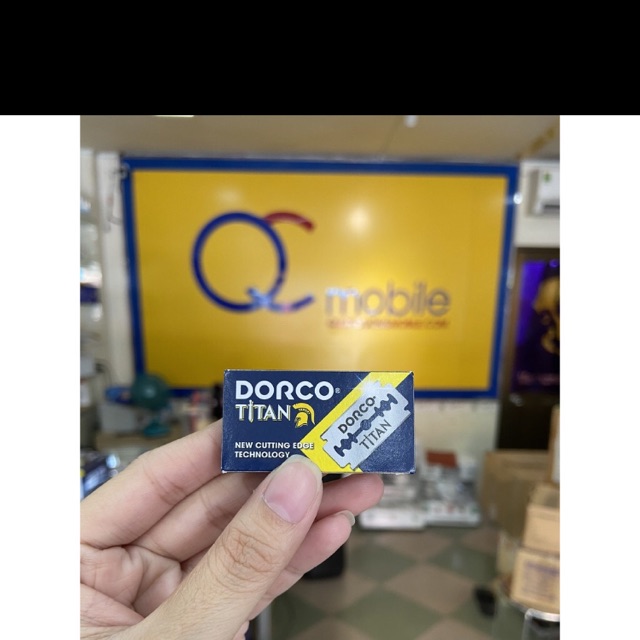 QC
mobile
DORCO®
TiTAN
NEW CUTTING EDGE
TECHNOLOGY
DORCO
TiTAN